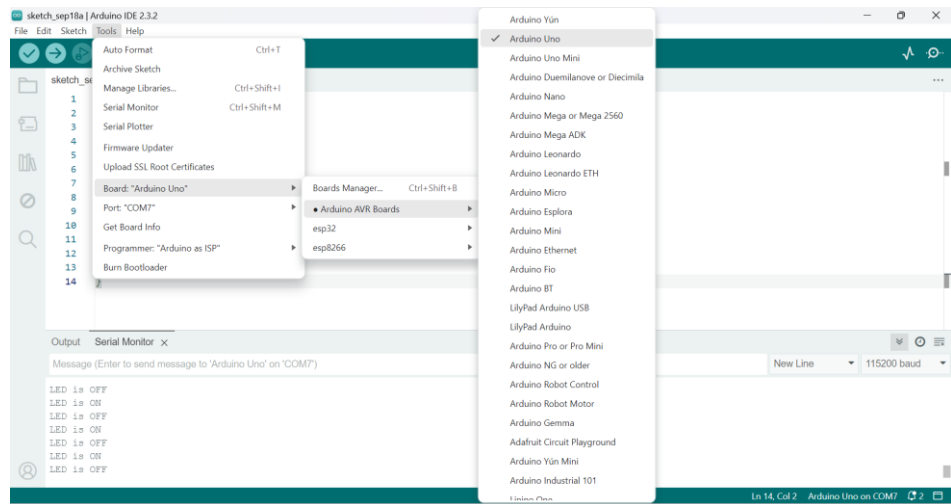 sketch_sep18a | Arduino IDE 2.3.2
File Edit Sketch Tools Help
sketch_se
1
2
3
4
5
6
7
8
9
10
11
12
13
14 }
Auto Format Ctrl+T
Archive Sketch
Manage Libraries... Ctrl+Shift+I
Serial Monitor Ctrl+Shift+M
Serial Plotter
Firmware Updater
Upload SSL Root Certificates
Board: "Arduino Uno"
Port: "COM7"
Get Board Info
Programmer: "Arduino as ISP"
Burn Bootloader
Boards Manager... Ctrl+Shift+B
• Arduino AVR Boards
esp32
esp8266
Arduino Yún
✓ Arduino Uno
Arduino Uno Mini
Arduino Duemilanove or Diecimila
Arduino Nano
Arduino Mega or Mega 2560
Arduino Mega ADK
Arduino Leonardo
Arduino Leonardo ETH
Arduino Micro
Arduino Esplora
Arduino Mini
Arduino Ethernet
Arduino Fio
Arduino BT
LilyPad Arduino USB
LilyPad Arduino
Arduino Pro or Pro Mini
Arduino NG or older
Arduino Robot Control
Arduino Robot Motor
Arduino Gemma
Adafruit Circuit Playground
Arduino Yún Mini
Arduino Industrial 101
Linino One
Output Serial Monitor ×
Message (Enter to send message to 'Arduino Uno' on 'COM7')
New Line 115200 baud
LED is OFF
LED is ON
LED is OFF
LED is ON
LED is OFF
LED is ON
LED is OFF
Ln 14, Col 2 Arduino Uno on COM7 2